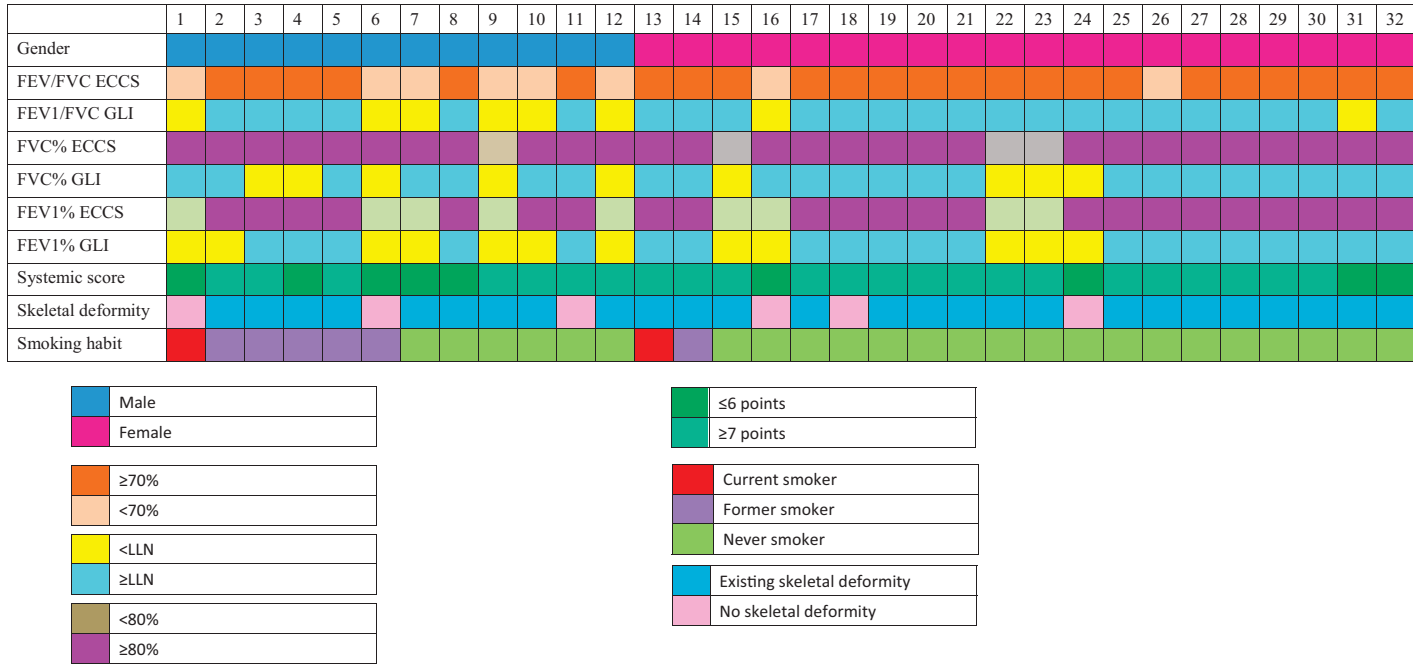 1 2 3 4 5 6 7 8 9 10 11 12 13 14 15 16 17 18 19 20 21 22 23 24 25 26 27 28 29 30 31 32
Gender
FEV/FVC ECCS
FEV1/FVC GLI
FVC% ECCS
FVC% GLI
FEV1% ECCS
FEV1% GLI
Systemic score
Skeletal deformity
Smoking habit
Male
Female
≥70%
<70%
<LLN
≥LLN
<80%
≥80%
≤6 points
≥7 points
Current smoker
Former smoker
Never smoker
Existing skeletal deformity
No skeletal deformity